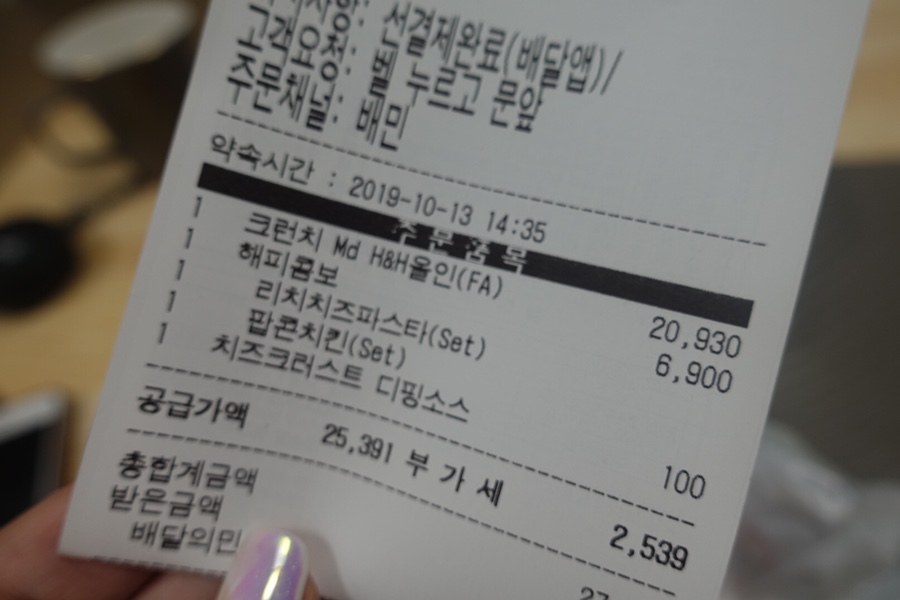 선결제완료(배달앱)/
고객요청: 벨 누르고 문앞
주문채널: 배민
약속시간 : 2019-10-13 14:35
주 문 품 목
1 크런치 Md H&H올인(FA) 20,930
1 해피콤보 6,900
1 리치치즈파스타(Set)
1 팝콘치킨(Set)
1 치즈크러스트 디핑소스 100
공급가액 25,391 부 가 세 2,539
총합계금액
받은금액
배달의민